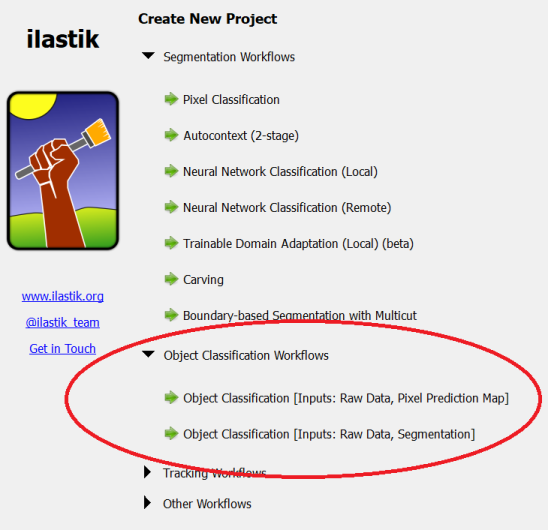 ilastik
www.ilastik.org
@ilastik_team
Get in Touch
Create New Project
Segmentation Workflows
Pixel Classification
Autocontext (2-stage)
Neural Network Classification (Local)
Neural Network Classification (Remote)
Trainable Domain Adaptation (Local) (beta)
Carving
Boundary-based Segmentation with Multicut
Object Classification Workflows
Object Classification [Inputs: Raw Data, Pixel Prediction Map]
Object Classification [Inputs: Raw Data, Segmentation]
Tracking Workflows
Other Workflows